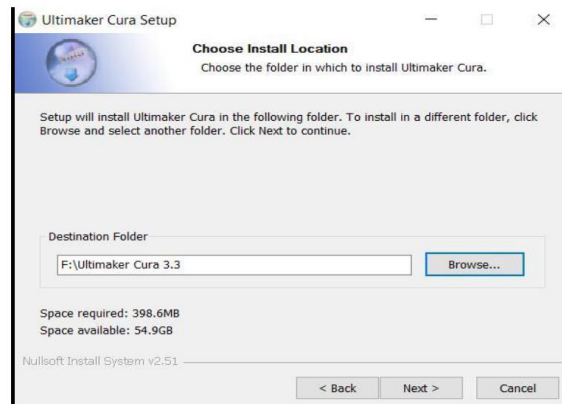 Ultimaker Cura Setup
Choose Install Location
Choose the folder in which to install Ultimaker Cura.
Setup will install Ultimaker Cura in the following folder. To install in a different folder, click
Browse and select another folder. Click Next to continue.
Destination Folder
F:\Ultimaker Cura 3.3
Browse...
Space required: 398.6MB
Space available: 54.9GB
Nullsoft Install System v2.51
< Back
Next >
Cancel